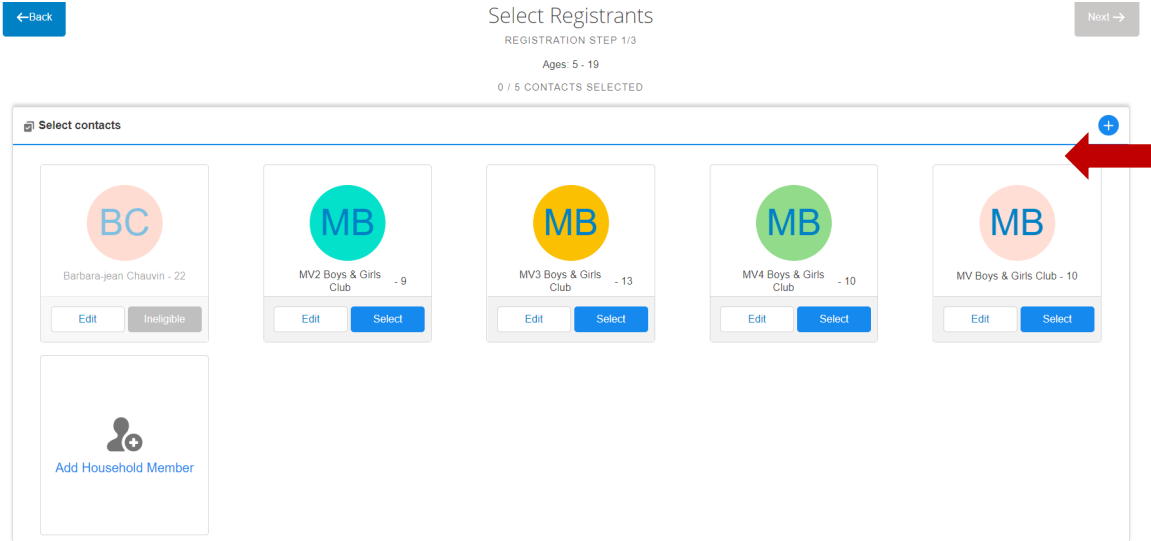 ←Back
Select Registrants
Next →
REGISTRATION STEP 1/3
Ages: 5 - 19
0 / 5 CONTACTS SELECTED
Select contacts
BC
MB
MB
MB
MB
Barbara-jean Chauvin - 22
MV2 Boys & Girls
Club - 9
MV3 Boys & Girls
Club - 13
MV4 Boys & Girls
Club - 10
MV Boys & Girls Club - 10
Edit Ineligible
Edit Select
Edit Select
Edit Select
Edit Select
Add Household Member